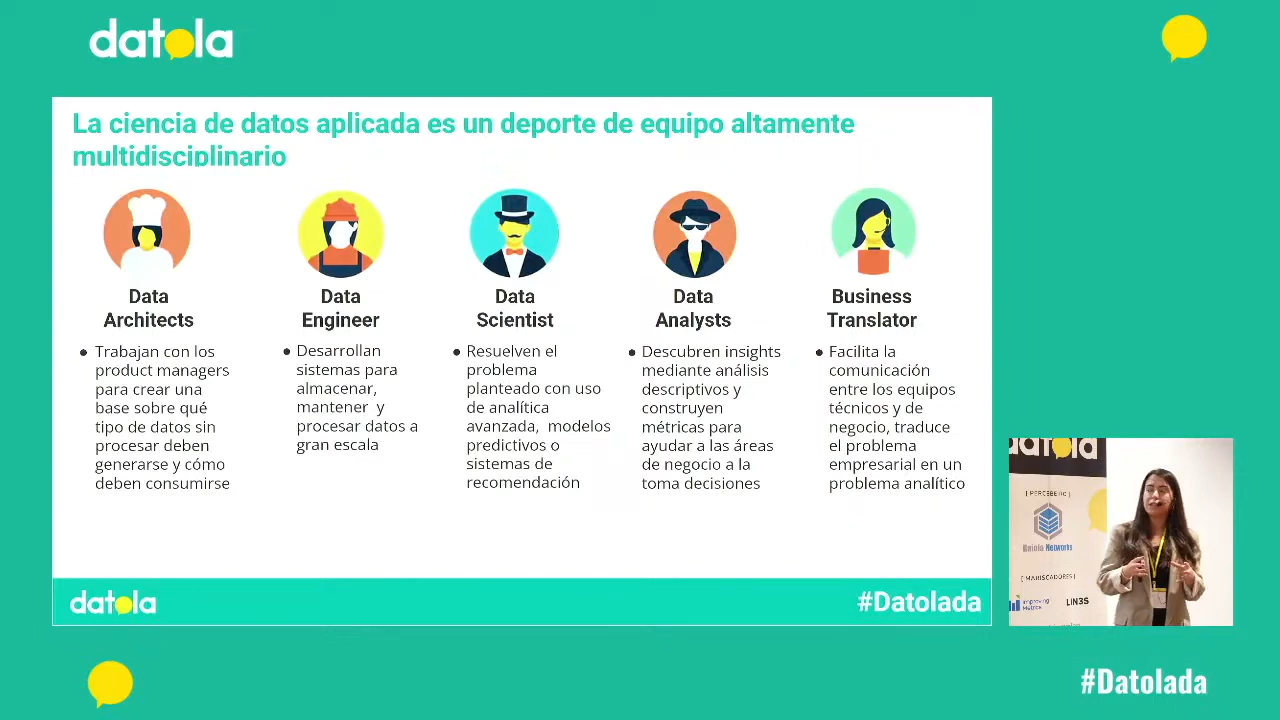 datola
La ciencia de datos aplicada es un deporte de equipo altamente
multidisciplinario
Data
Architects
Trabajan con los
product managers
para crear una
base sobre qué
tipo de datos sin
procesar deben
generarse y cómo
deben consumirse
Data
Engineer
Desarrollan
sistemas para
almacenar,
mantener y
procesar datos a
gran escala
Data
Scientist
Resuelven el
problema
planteado con uso
de analítica
avanzada, modelos
predictivos o
sistemas de
recomendación
Data
Analysts
Descubren insights
mediante análisis
descriptivos y
construyen
métricas para
ayudar a las áreas
de negocio a la
toma decisiones
Business
Translator
Facilita la
comunicación
entre los equipos
técnicos y de
negocio, traduce
el problema
empresarial en un
problema analítico
datola
#Datolada
datola
[ PERCEBEIRO ]
Datola Networks
[ MARISCADORES ]
Improving
Metrics
LIN3S
#Datolada